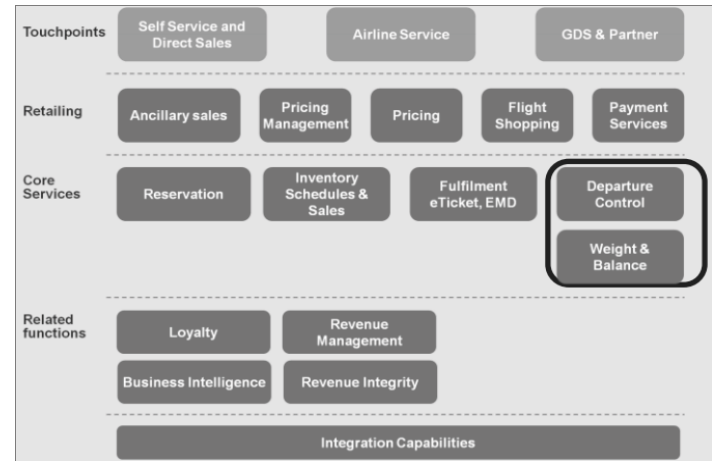 Touchpoints
Self Service and
Direct Sales
Airline Service
GDS & Partner
Retailing
Ancillary sales
Pricing
Management
Pricing
Flight
Shopping
Payment
Services
Core
Services
Reservation
Inventory
Schedules &
Sales
Fulfilment
eTicket, EMD
Departure
Control
Weight &
Balance
Related
functions
Loyalty
Revenue
Management
Business Intelligence
Revenue Integrity
Integration Capabilities